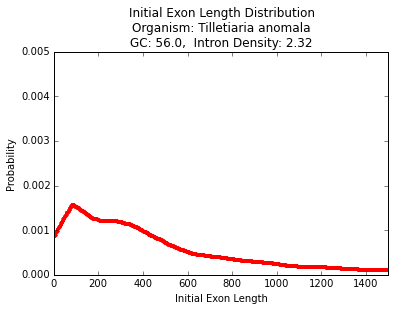 Initial Exon Length Distribution
Organism: Tilletiaria anomala
GC: 56.0,  Intron Density: 2.32
0.005
0.004
0.003
0.002
0.001
0.000
Probability
0 200 400 600 800 1000 1200 1400
Initial Exon Length